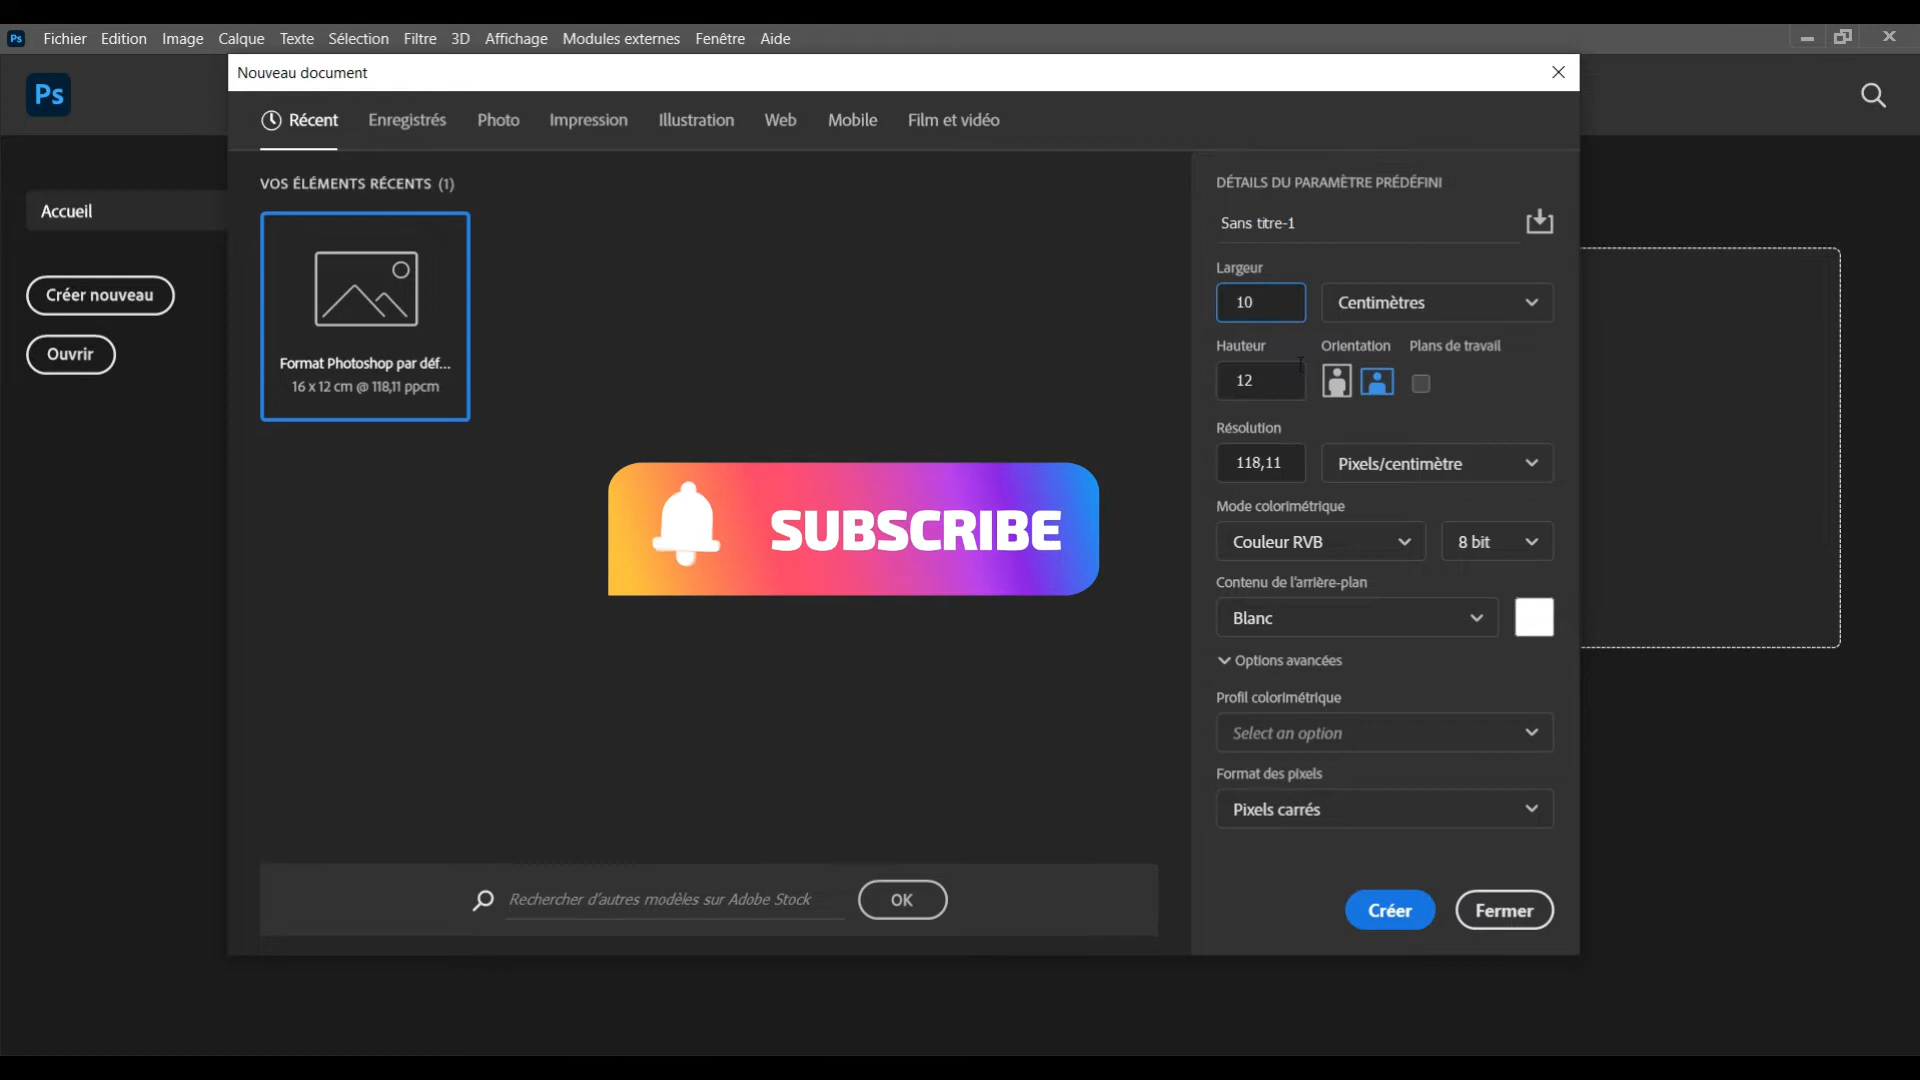 Ps Fichier Edition Image Calque Texte Sélection Filtre 3D Affichage Modules externes Fenêtre Aide
Nouveau document
Ps
Récent Enregistrés Photo Impression Illustration Web Mobile Film et vidéo
VOS ÉLÉMENTS RÉCENTS (1)
Accueil
Créer nouveau
Ouvrir
Format Photoshop par déf...
16 x 12 cm @ 118,11 ppcm
SUBSCRIBE
Rechercher d'autres modèles sur Adobe Stock OK
DÉTAILS DU PARAMÈTRE PRÉDÉFINI
Sans titre-1
Largeur
10 Centimètres
Hauteur Orientation Plans de travail
12
Résolution
118,11 Pixels/centimètre
Mode colorimétrique
Couleur RVB 8 bit
Contenu de l'arrière-plan
Blanc
Options avancées
Profil colorimétrique
Select an option
Format des pixels
Pixels carrés
Créer Fermer